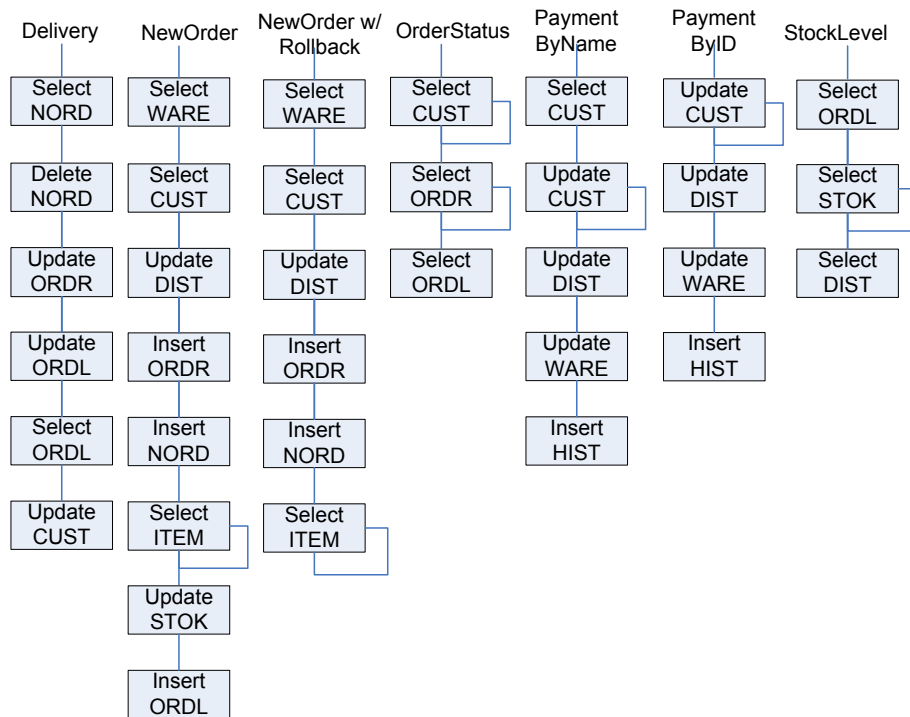 Delivery
Select
NORD
Delete
NORD
Update
ORDR
Update
ORDL
Select
ORDL
Update
CUST
NewOrder
Select
WARE
Select
CUST
Update
DIST
Insert
ORDR
Insert
NORD
Select
ITEM
Update
STOK
Insert
ORDL
NewOrder w/
Rollback
Select
WARE
Select
CUST
Update
DIST
Insert
ORDR
Insert
NORD
Select
ITEM
OrderStatus
Select
CUST
Select
ORDR
Select
ORDL
Payment
ByName
Select
CUST
Update
CUST
Update
DIST
Update
WARE
Insert
HIST
Payment
ByID
Update
CUST
Update
DIST
Update
WARE
Insert
HIST
StockLevel
Select
ORDL
Select
STOK
Select
DIST